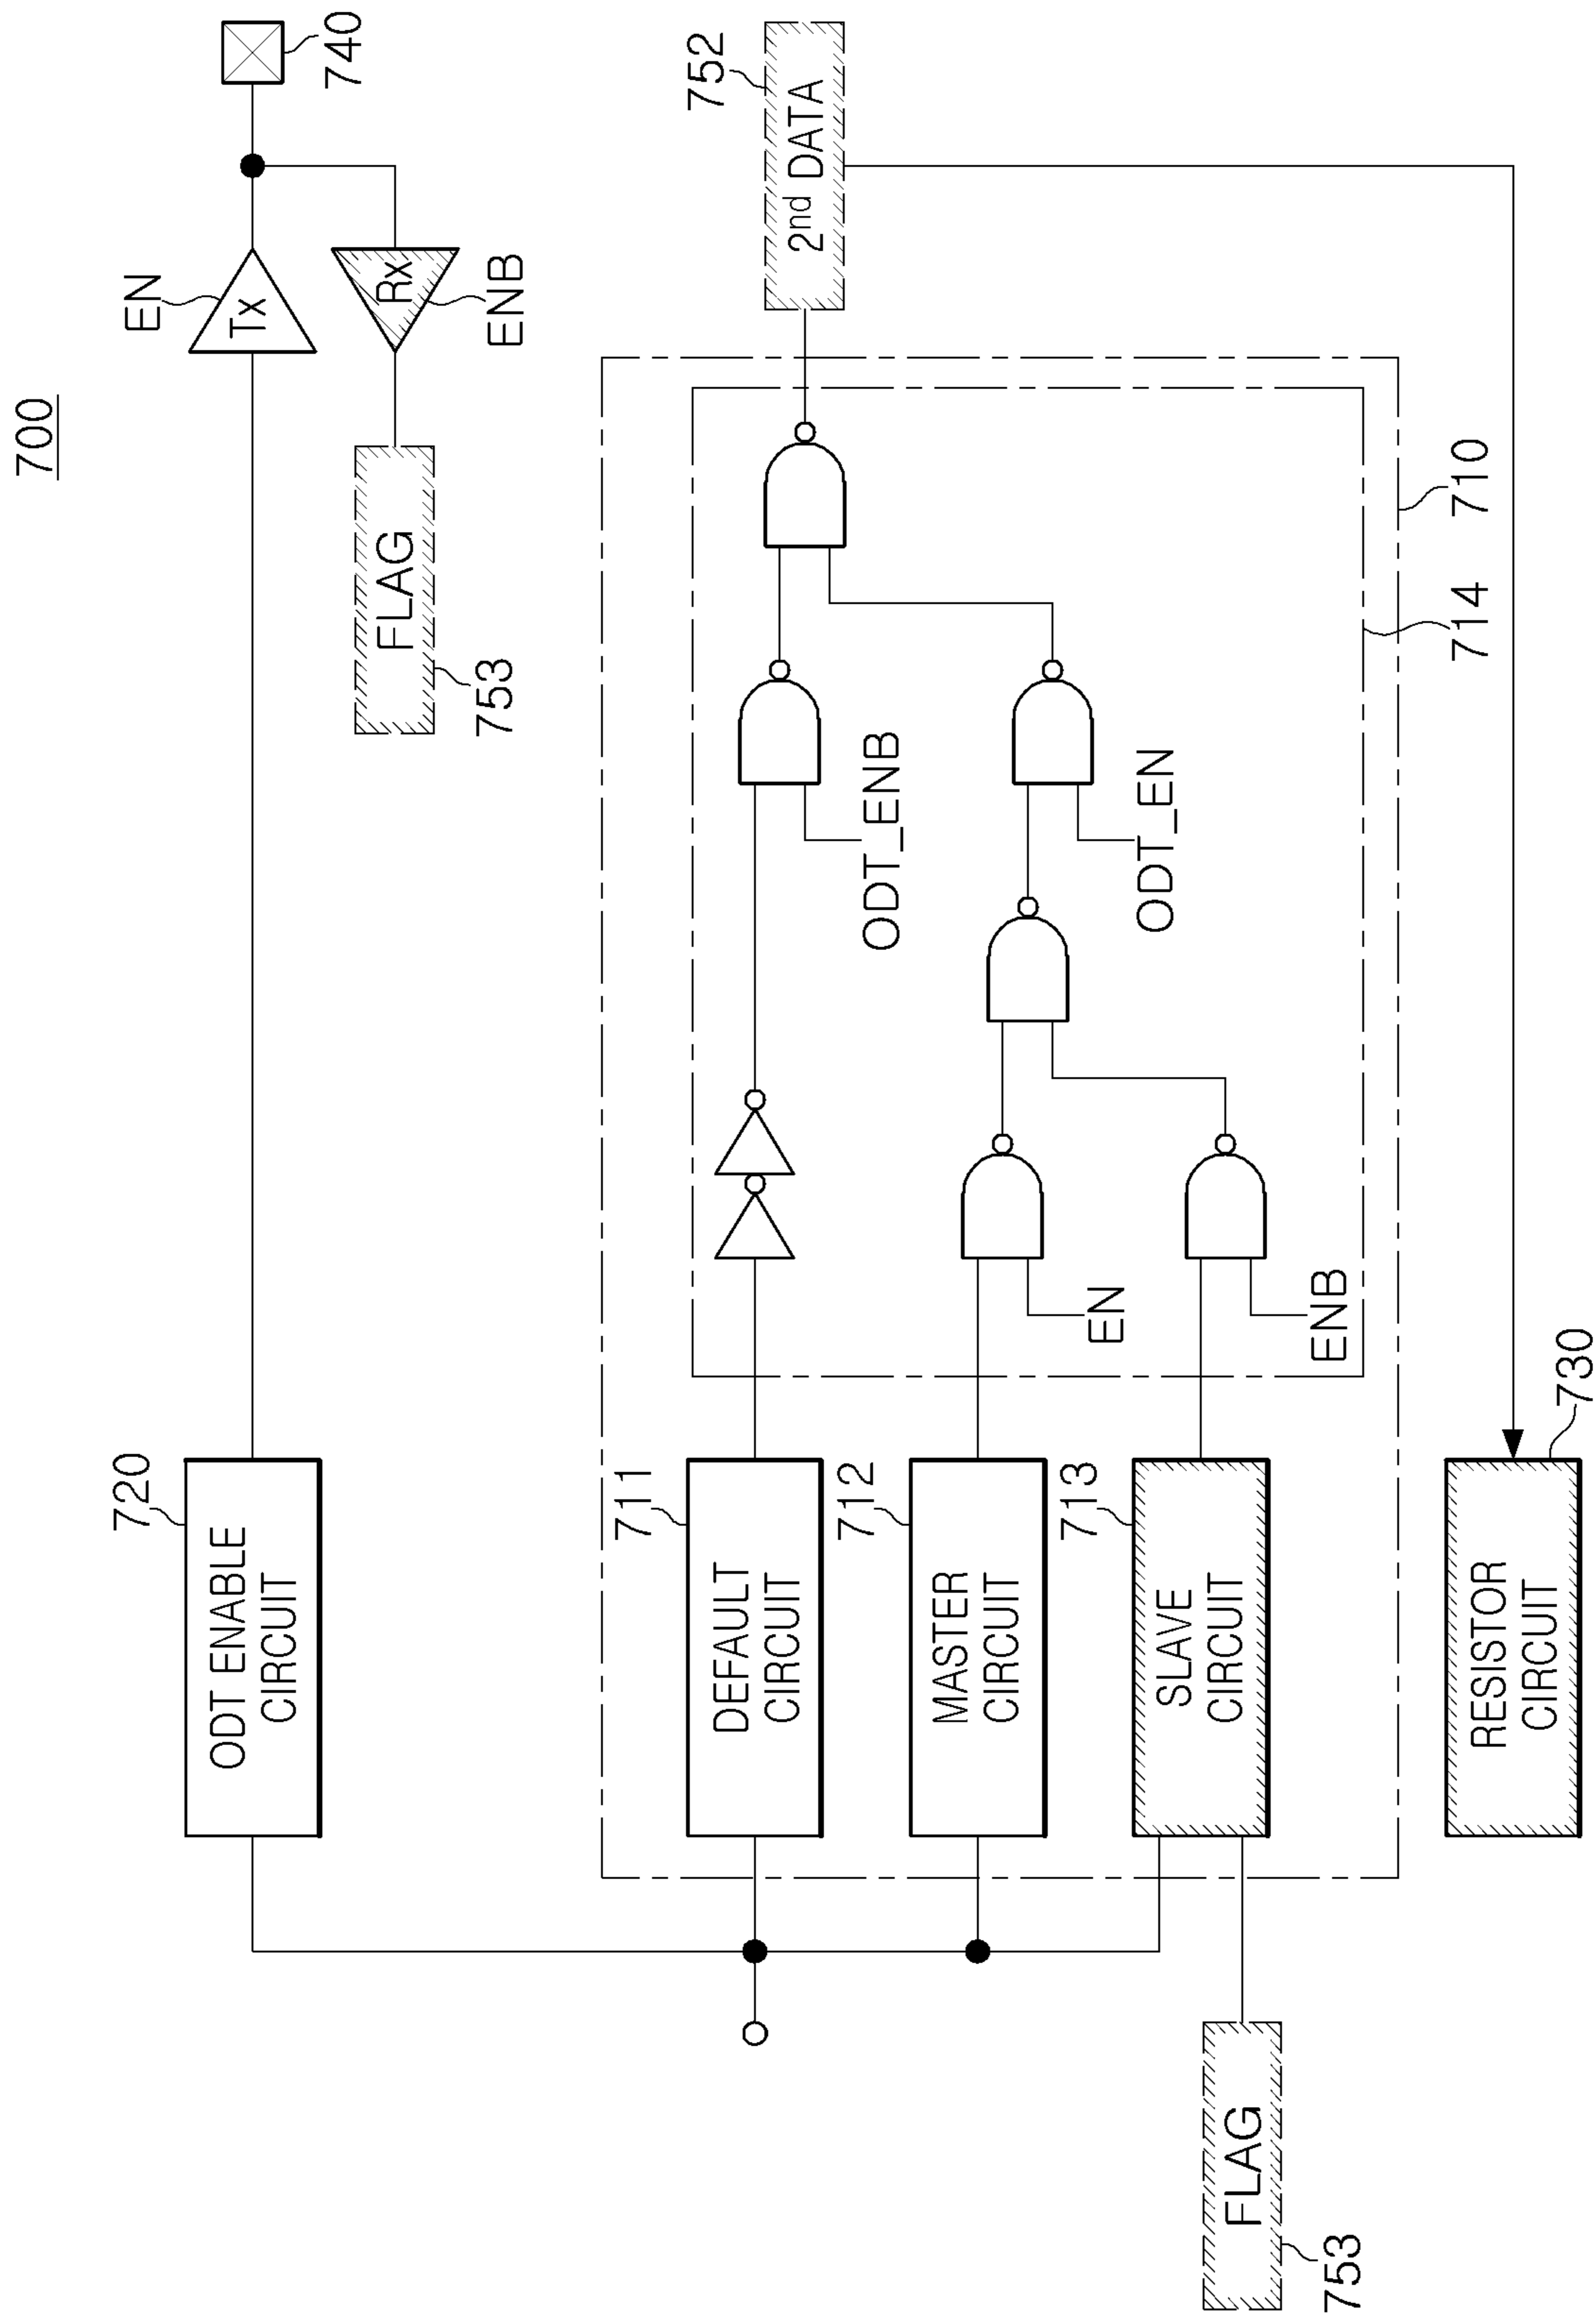 700
720
ODT ENABLE
CIRCUIT
EN
Tx
740
Rx
ENB
FLAG
753
711
DEFAULT
CIRCUIT
ODT_ENB
752
2nd DATA
712
MASTER
CIRCUIT
EN
ODT_EN
713
SLAVE
CIRCUIT
ENB
FLAG
753
714
710
RESISTOR
CIRCUIT
730